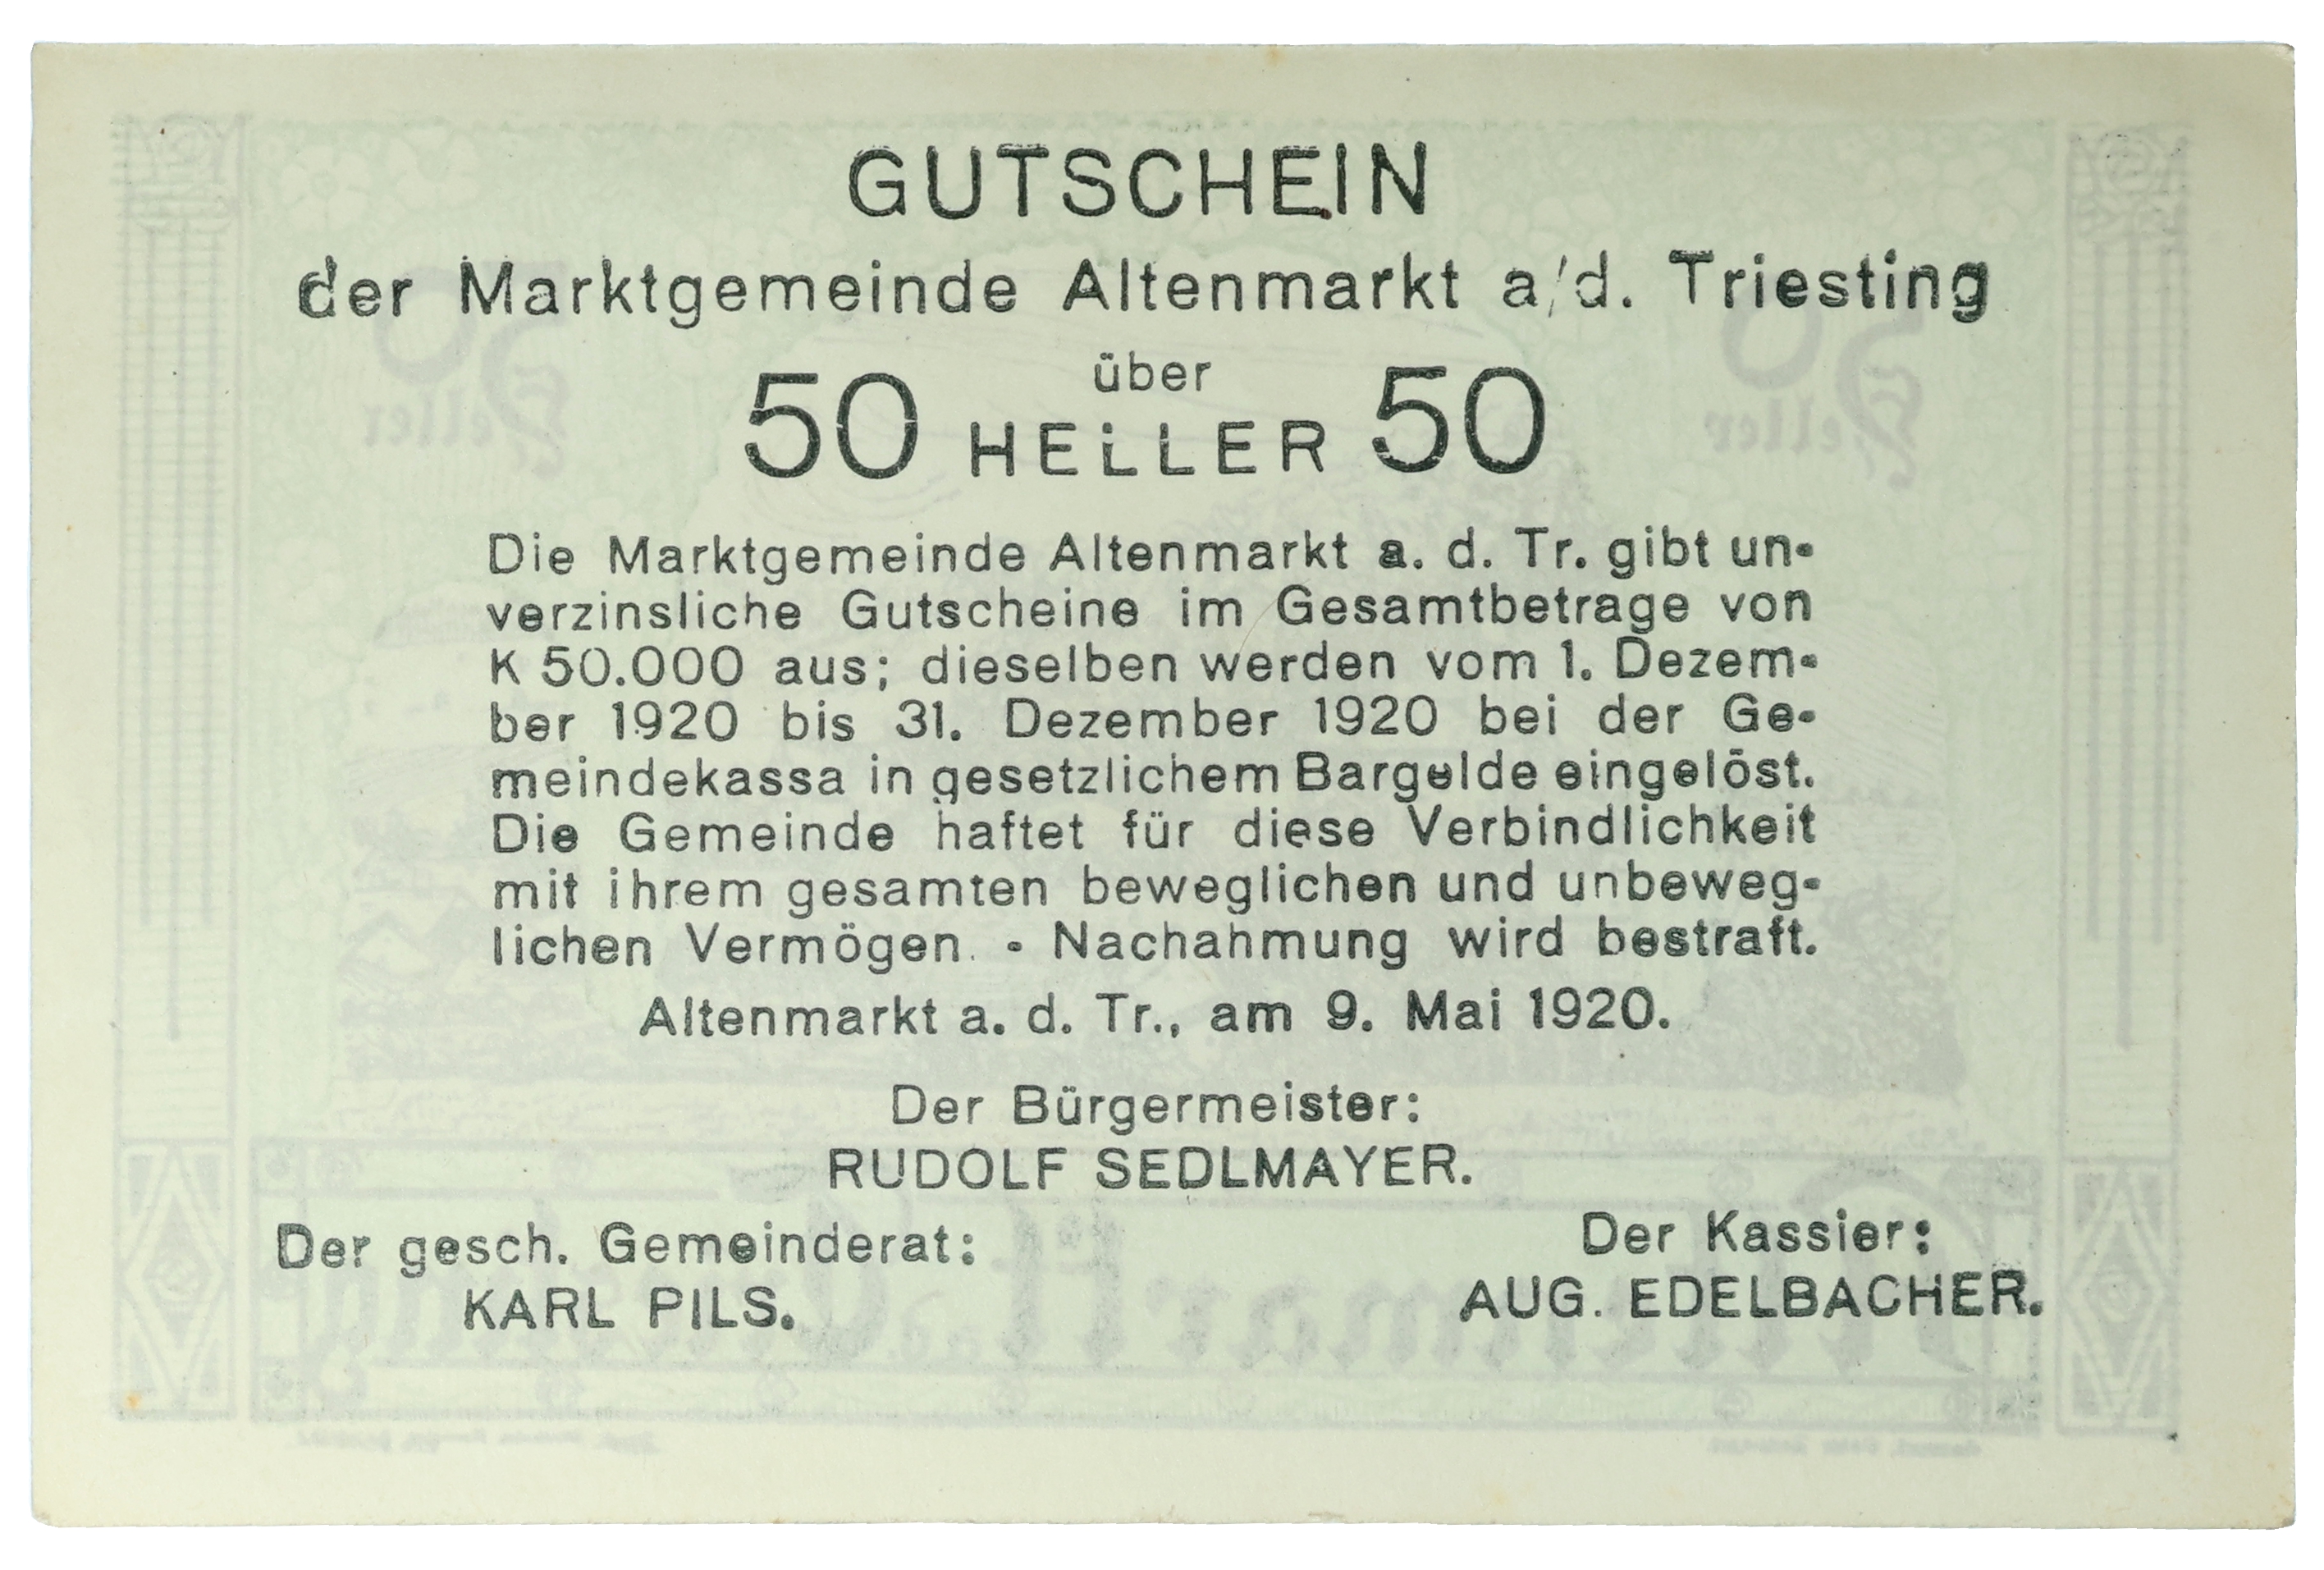 GUTSCHEIN
der Marktgemeinde Altenmarkt a/d. Triesting
über
50 HELLER 50
Die Marktgemeinde Altenmarkt a. d. Tr. gibt un-
verzinsliche Gutscheine im Gesamtbetrage von
K 50.000 aus; dieselben werden vom 1. Dezem-
ber 1920 bis 31. Dezember 1920 bei der Ge-
meindekassa in gesetzlichem Bargelde eingelöst.
Die Gemeinde haftet für diese Verbindlichkeit
mit ihrem gesamten beweglichen und unbeweg-
lichen Vermögen. - Nachahmung wird bestraft.
Altenmarkt a. d. Tr., am 9. Mai 1920.
Der Bürgermeister:
RUDOLF SEDLMAYER.
Der gesch. Gemeinderat:
KARL PILS.
Der Kassier:
AUG. EDELBACHER.